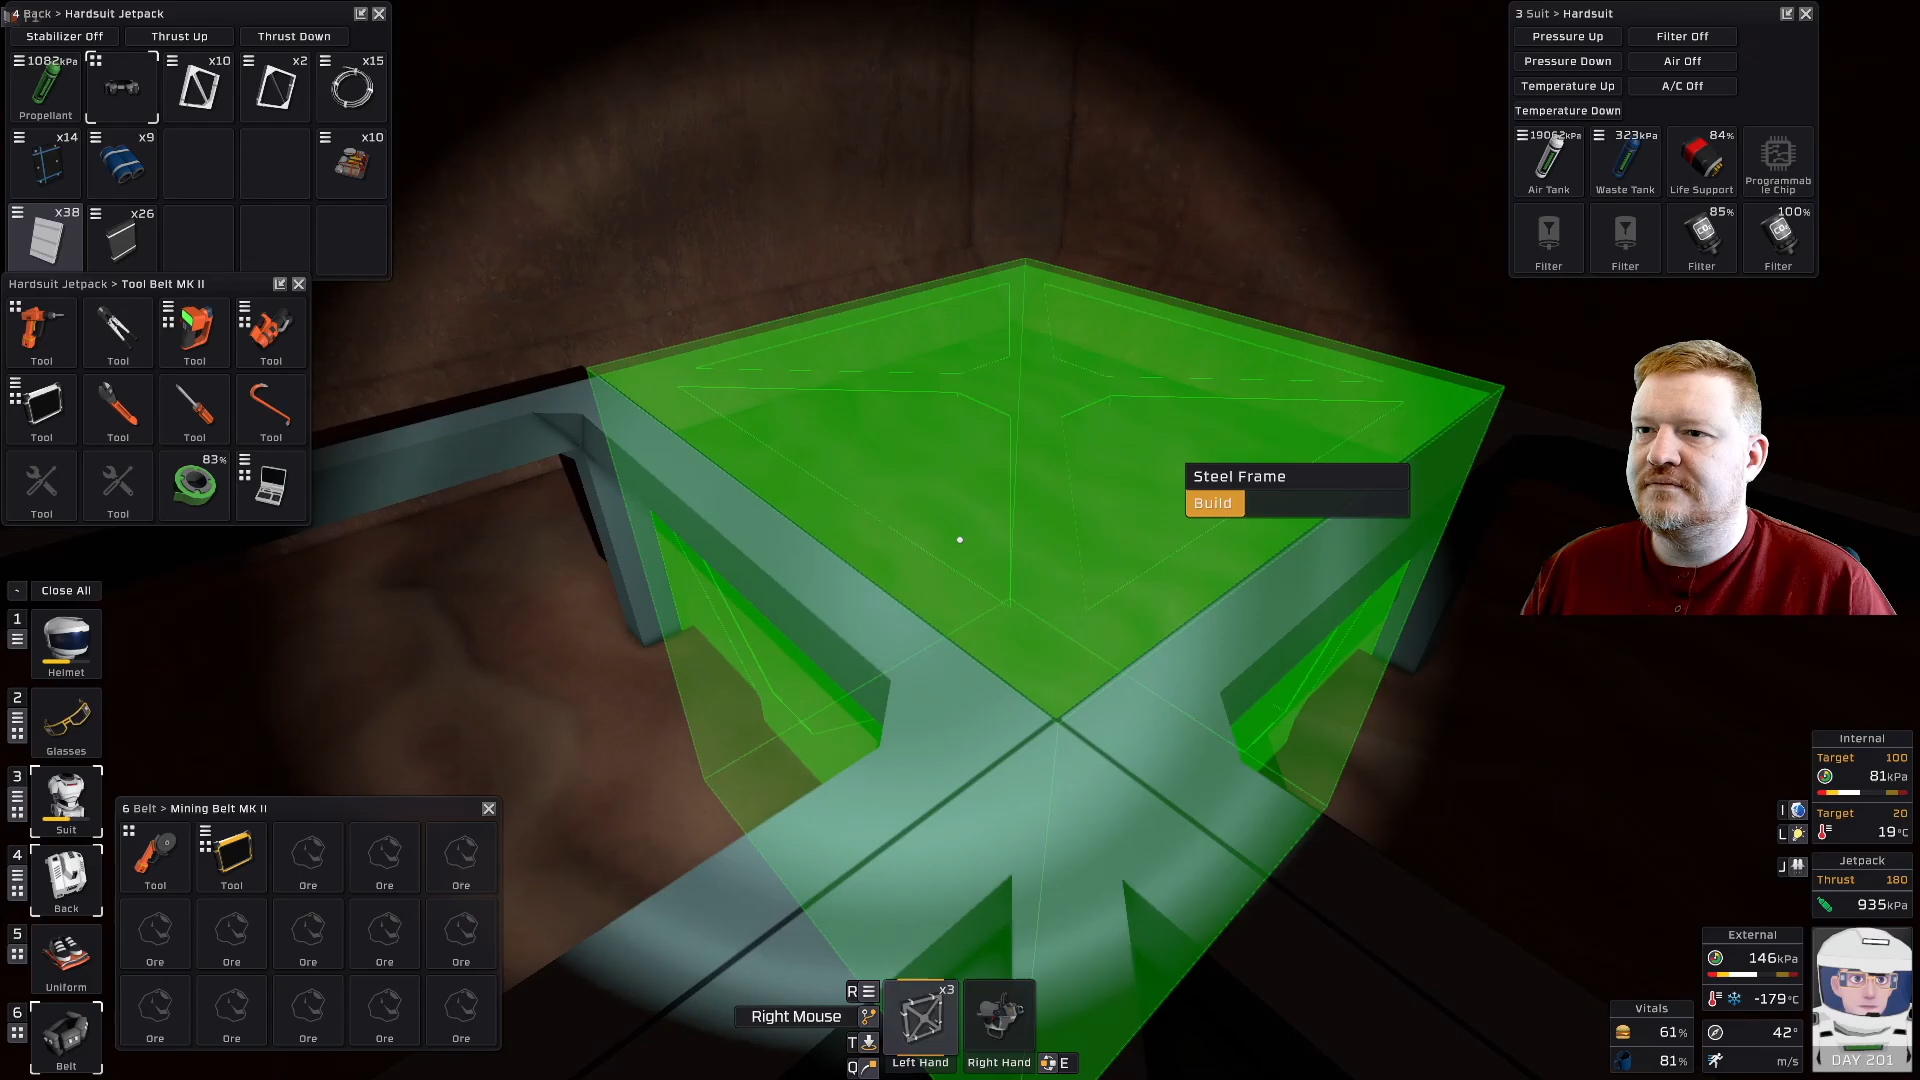 4 Back > Hardsuit Jetpack
Stabilizer Off
Thrust Up
Thrust Down
1082kPa
x10
x2
x15
Propellant
x14
x9
x10
x38
x26
Hardsuit Jetpack > Tool Belt MK II
Tool
Tool
Tool
Tool
Tool
Tool
Tool
Tool
83%
Tool
Tool
~ Close All
1
Helmet
2
Glasses
3
Suit
4
Back
5
Uniform
6
Belt
6 Belt > Mining Belt MK II
Tool
Tool
Ore
Ore
Ore
Ore
Ore
Ore
Ore
Ore
Ore
Ore
Ore
Ore
Ore
Steel Frame
Build
R
x3
Right Mouse
T
Q
Left Hand
Right Hand
E
3 Suit > Hardsuit
Pressure Up
Filter Off
Pressure Down
Air Off
Temperature Up
A/C Off
Temperature Down
19062kPa
323kPa
84%
Air Tank
Waste Tank
Life Support
Programmab
le Chip
85%
100%
Filter
Filter
Filter
Filter
Internal
Target 100
81kPa
I
Target 20
L
19°C
Jetpack
J
Thrust 180
935kPa
External
146kPa
-179°C
Vitals
61%
42°
81%
m/s
DAY 201